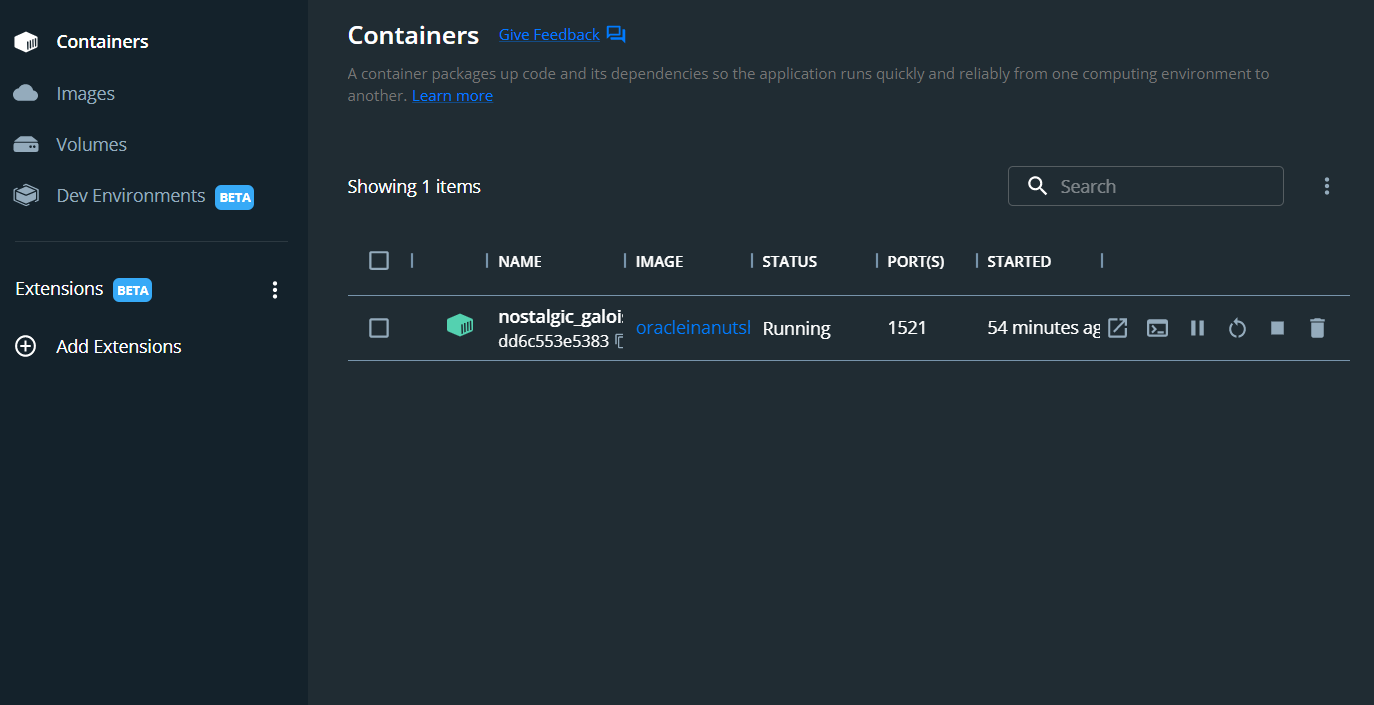 Containers
Images
Volumes
Dev Environments BETA
Extensions BETA
Add Extensions
Containers Give Feedback
A container packages up code and its dependencies so the application runs quickly and reliably from one computing environment to
another. Learn more
Showing 1 items
Search
NAME IMAGE STATUS PORT(S) STARTED
nostalgic_galois
dd6c553e5383
oracleinanutsl Running 1521 54 minutes ag